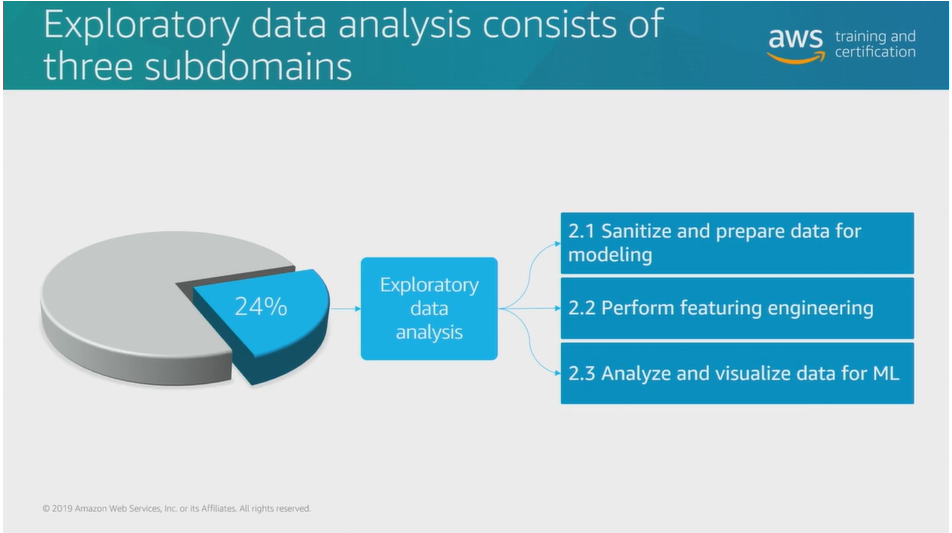 Exploratory data analysis consists of
three subdomains
aws
training and
certification
24%
Exploratory
data
analysis
2.1 Sanitize and prepare data for
modeling
2.2 Perform featuring engineering
2.3 Analyze and visualize data for ML
© 2019 Amazon Web Services, Inc. or its Affiliates. All rights reserved.